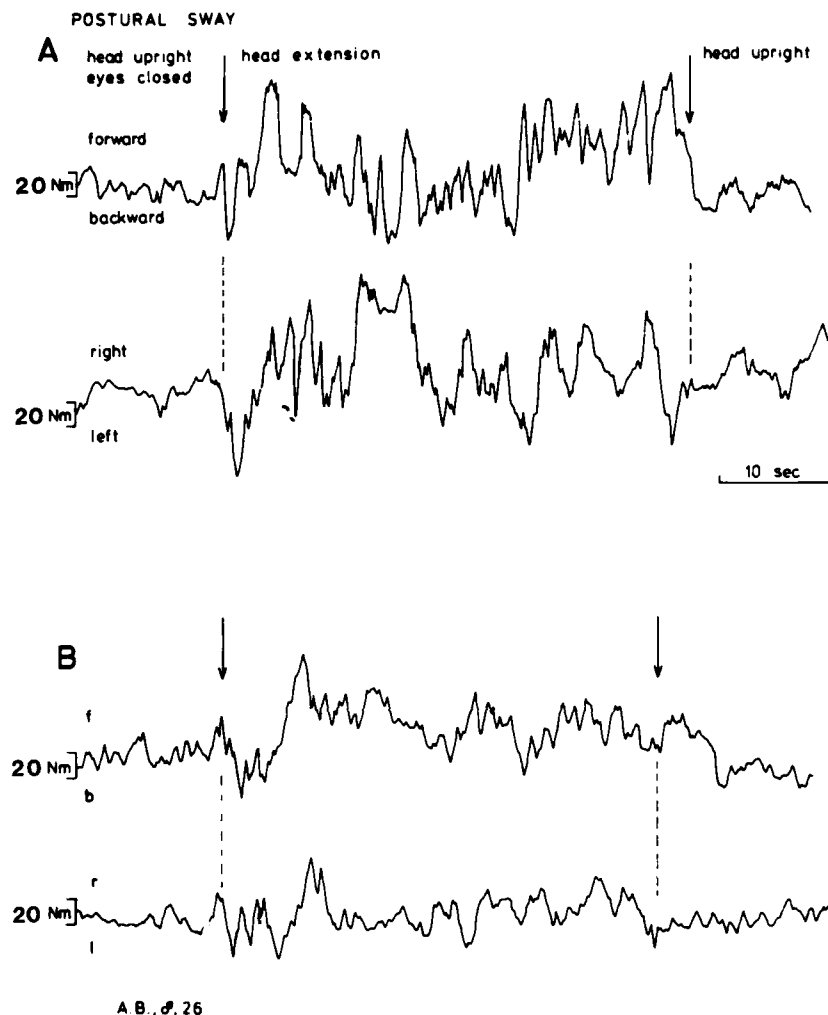 POSTURAL SWAY
A
head upright
eyes closed
head extension
head upright
forward
20 Nm
backward
right
20 Nm
left
10 sec
B
f
20 Nm
b
r
20 Nm
l
A.B., ♂, 26